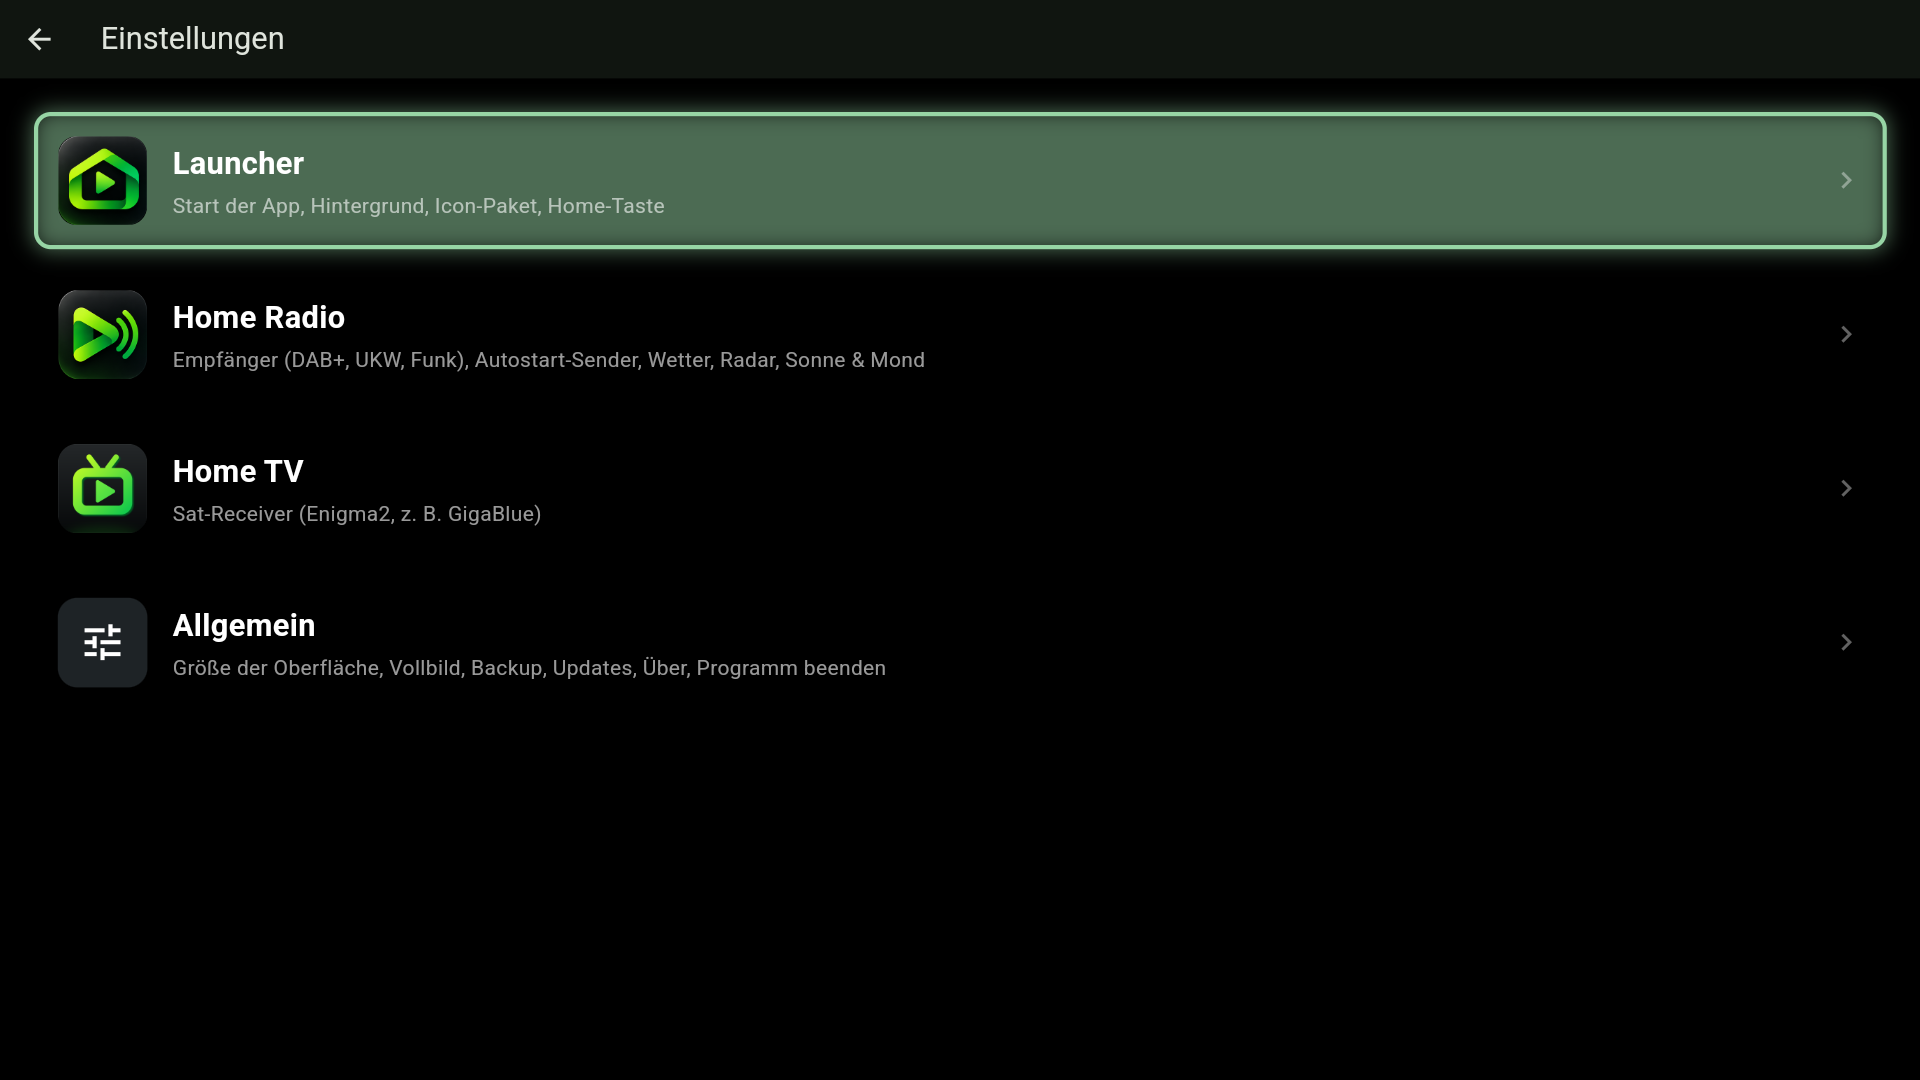 Einstellungen
Launcher
Start der App, Hintergrund, Icon-Paket, Home-Taste
Home Radio
Empfänger (DAB+, UKW, Funk), Autostart-Sender, Wetter, Radar, Sonne & Mond
Home TV
Sat-Receiver (Enigma2, z. B. GigaBlue)
Allgemein
Größe der Oberfläche, Vollbild, Backup, Updates, Über, Programm beenden